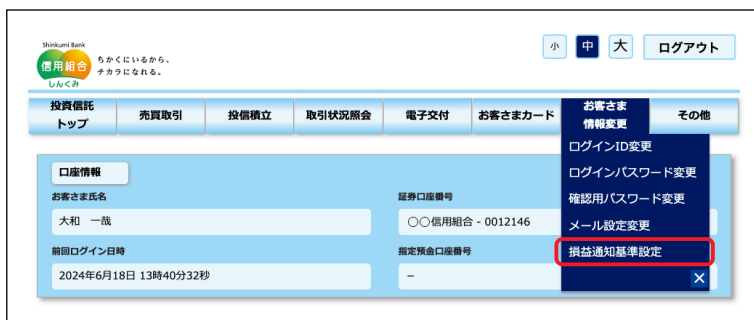 Shinkumi Bank
信用組合
しんくみ
ちかくにいるから、
チカラになれる。
小 中 大 ログアウト
投資信託
トップ
売買取引
投信積立
取引状況照会
電子交付
お客さまカード
お客さま
情報変更
その他
ログインID変更
ログインパスワード変更
確認用パスワード変更
メール設定変更
損益通知基準設定
×
口座情報
お客さま氏名
大和 一哉
証券口座番号
〇〇信用組合 - 0012146
前回ログイン日時
2024年6月18日 13時40分32秒
指定預金口座番号
–